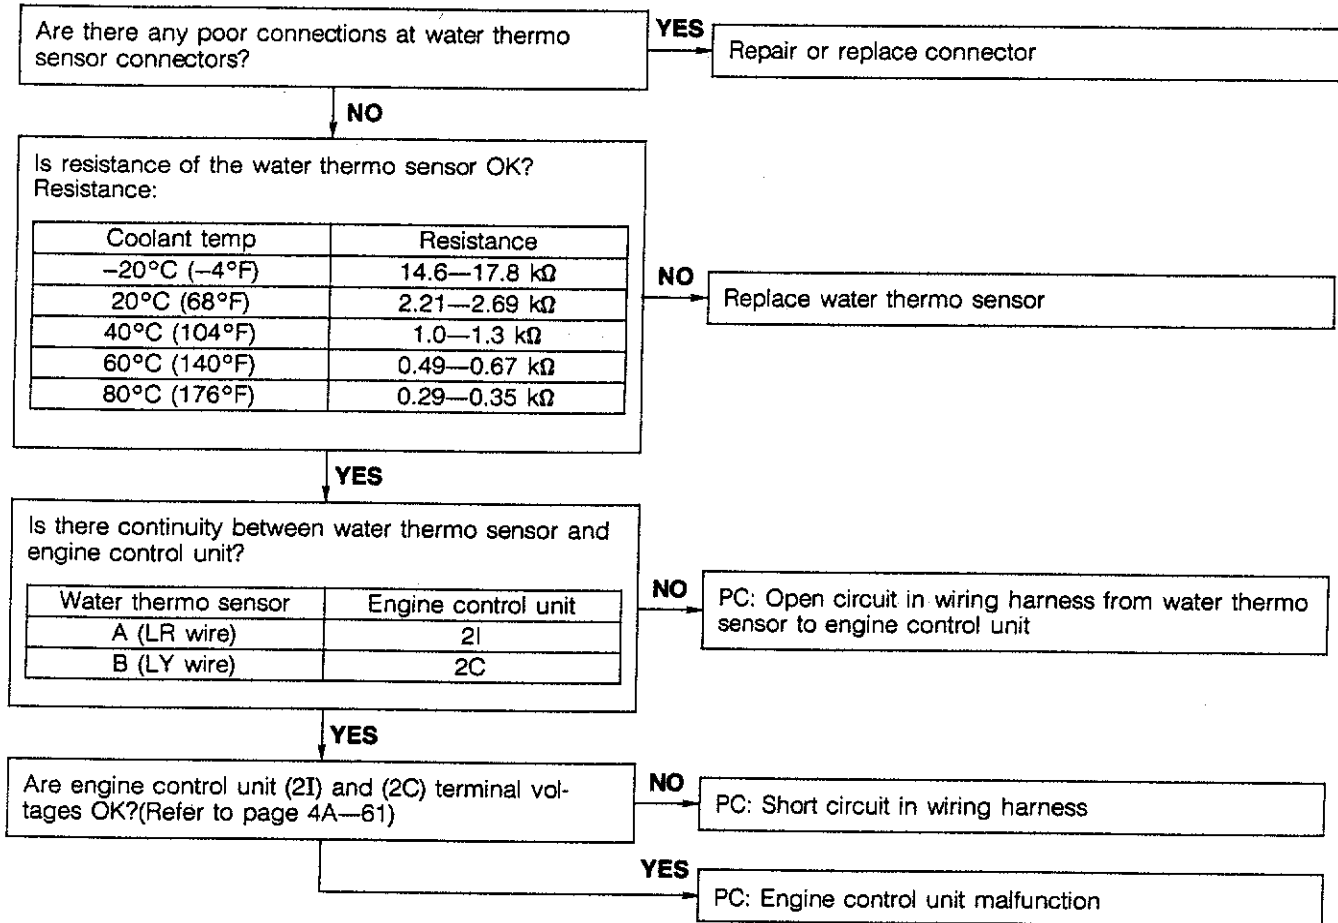 Are there any poor connections at water thermo
sensor connectors?
YES
Repair or replace connector
NO
Is resistance of the water thermo sensor OK?
Resistance:
Coolant temp Resistance
−20°C (−4°F) 14.6—17.8 kΩ
20°C (68°F) 2.21—2.69 kΩ
40°C (104°F) 1.0—1.3 kΩ
60°C (140°F) 0.49—0.67 kΩ
80°C (176°F) 0.29—0.35 kΩ
NO
Replace water thermo sensor
YES
Is there continuity between water thermo sensor and
engine control unit?
Water thermo sensor Engine control unit
A (LR wire) 2I
B (LY wire) 2C
NO
PC: Open circuit in wiring harness from water thermo
sensor to engine control unit
YES
Are engine control unit (2I) and (2C) terminal vol-
tages OK?(Refer to page 4A—61)
NO
PC: Short circuit in wiring harness
YES
PC: Engine control unit malfunction